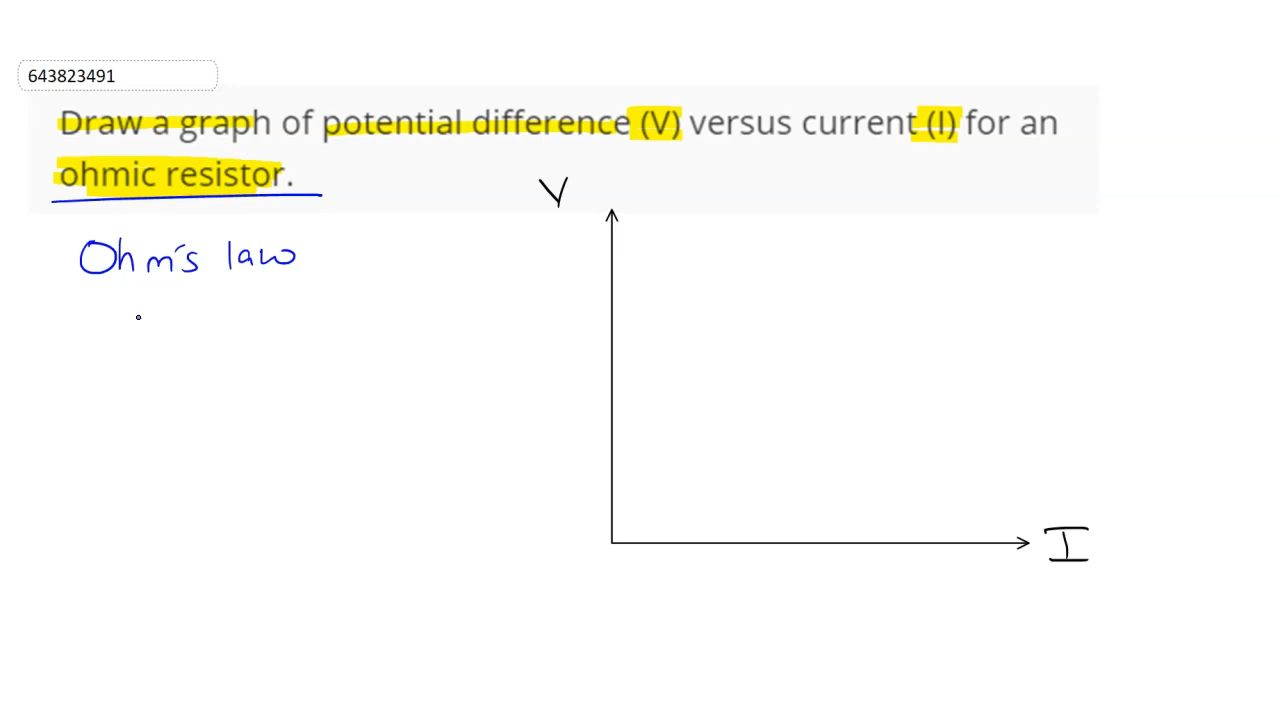 643823491
Draw a graph of potential difference (V) versus current (I) for an
ohmic resistor.
V
Ohm's law
I